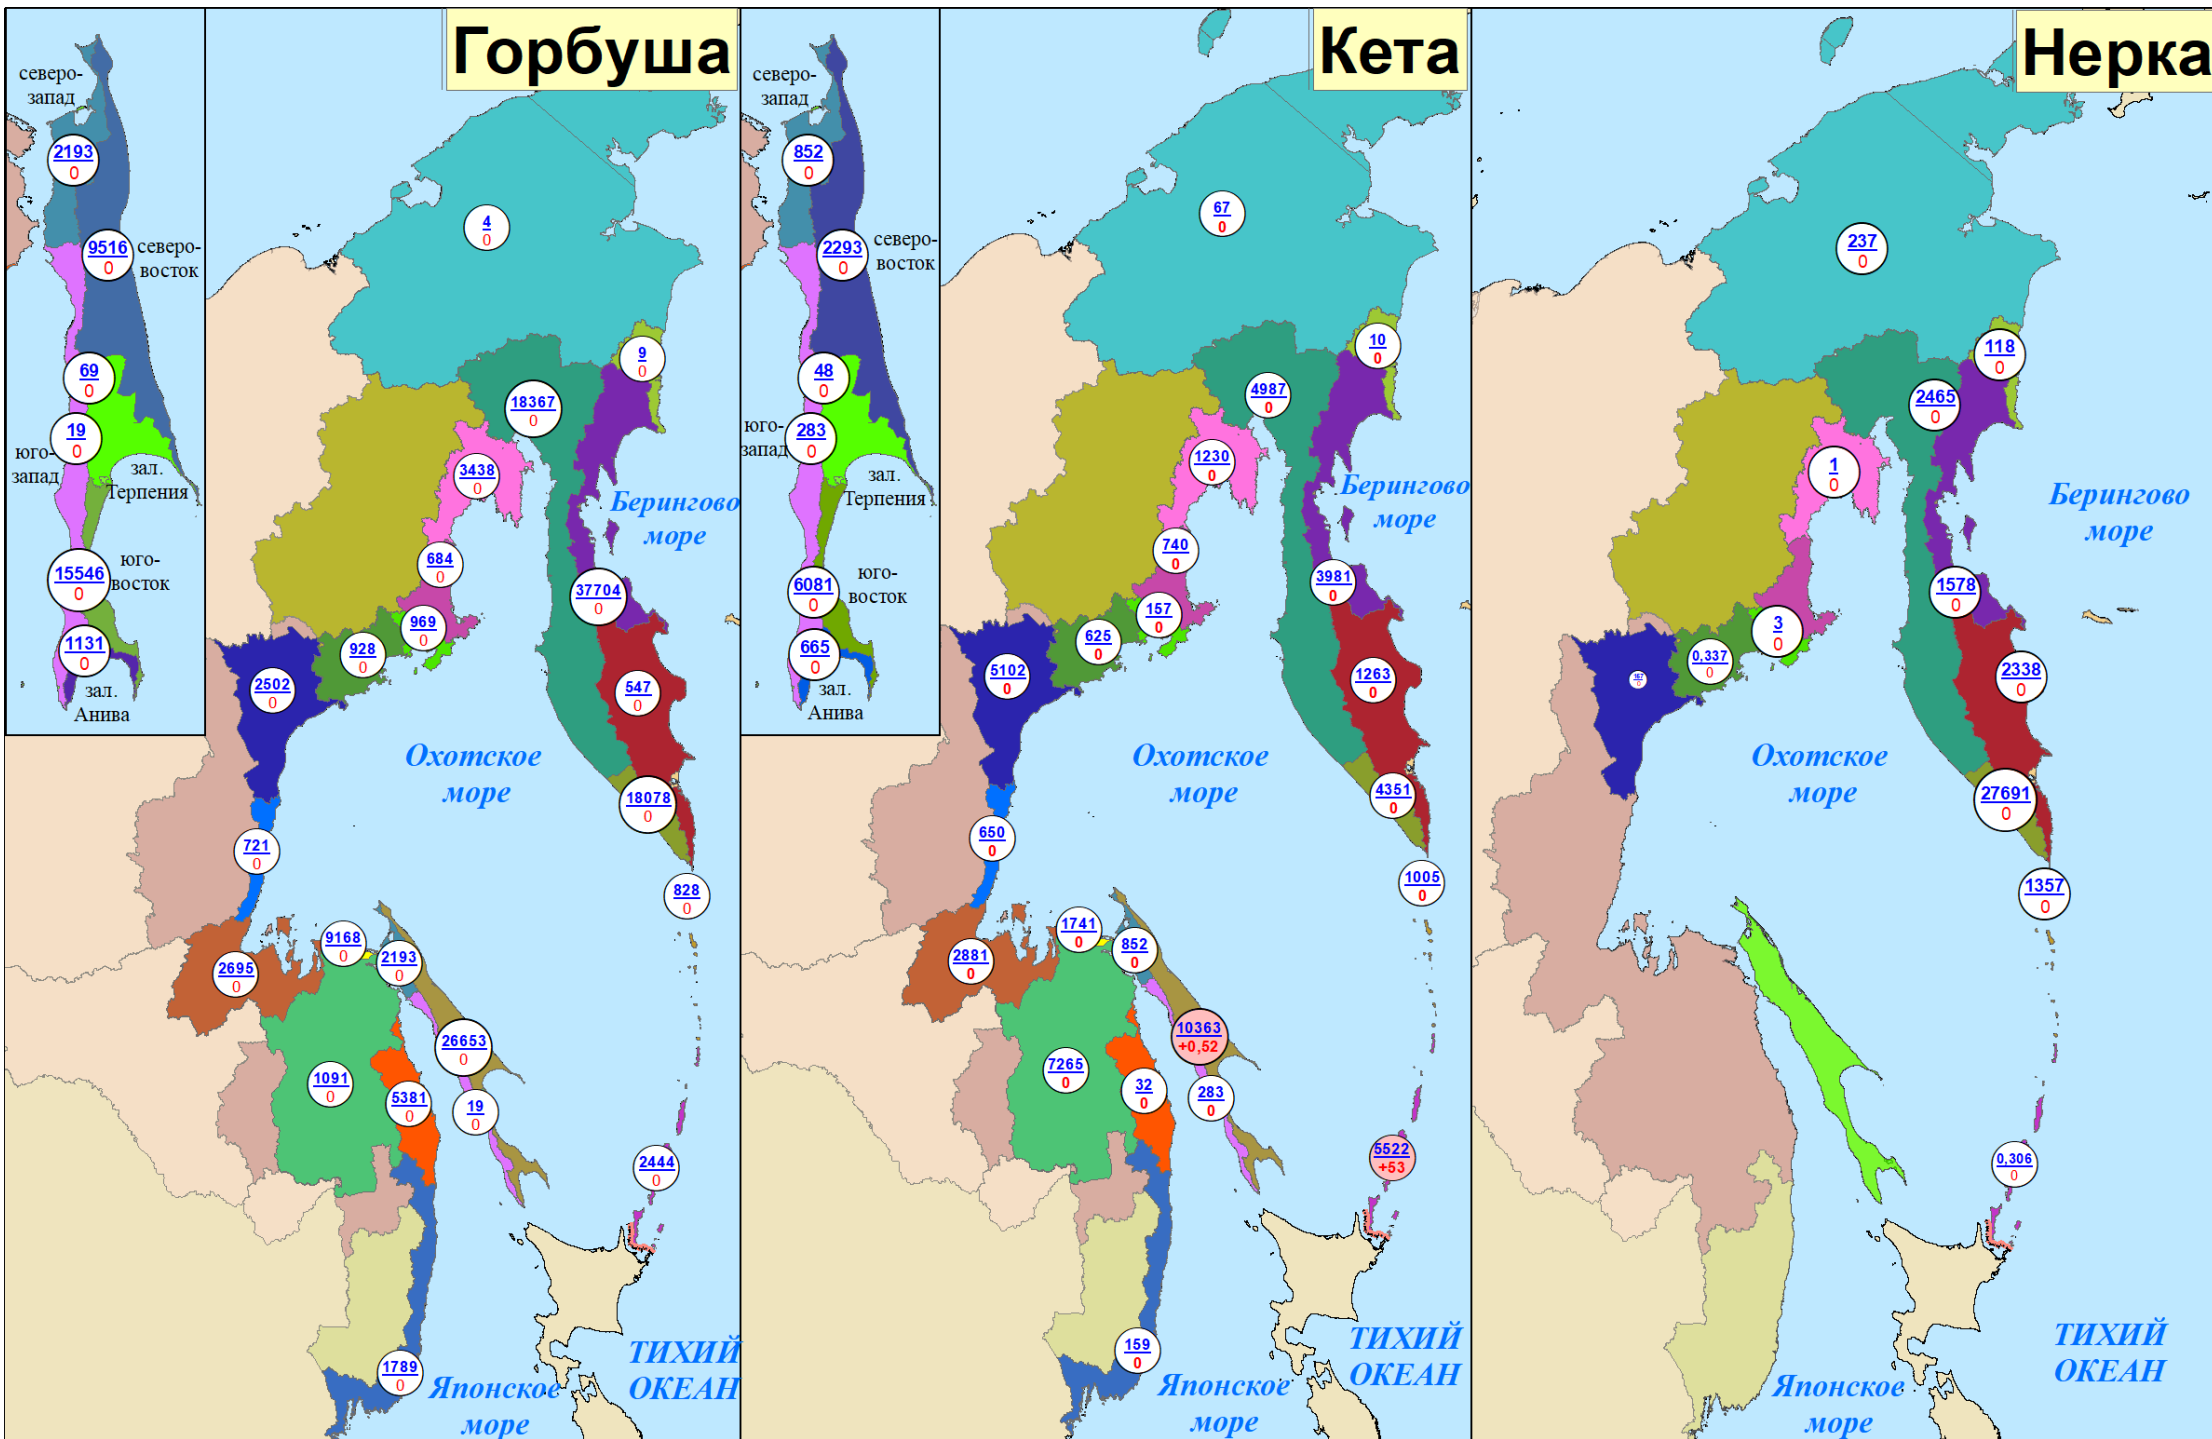 Горбуша
северо-
запад
2193
0
9516
0
северо-
восток
69
0
19
0
юго-
запад
зал.
Терпения
15546
0
юго-
восток
1131
0
зал.
Анива
4
0
9
0
18367
0
3438
0
Берингово
море
684
0
37704
0
969
0
928
0
2502
0
547
0
Охотское
море
18078
0
721
0
828
0
9168
0
2193
0
2695
0
26653
0
1091
0
5381
0
19
0
2444
0
1789
0
ТИХИЙ
ОКЕАН
Японское
море
Кета
северо-
запад
852
0
2293
0
северо-
восток
48
0
283
0
юго-
запад
зал.
Терпения
6081
0
юго-
восток
665
0
зал.
Анива
67
0
10
0
4987
0
1230
0
Берингово
море
740
0
3981
0
157
0
625
0
5102
0
1263
0
Охотское
море
4351
0
650
0
1005
0
1741
0
852
0
2881
0
10363
+0,52
7265
0
32
0
283
0
5522
+53
159
0
ТИХИЙ
ОКЕАН
Японское
море
Нерка
237
0
118
0
2465
0
1
0
Берингово
море
1578
0
3
0
0,337
0
2338
0
Охотское
море
27691
0
1357
0
0,306
0
ТИХИЙ
ОКЕАН
Японское
море